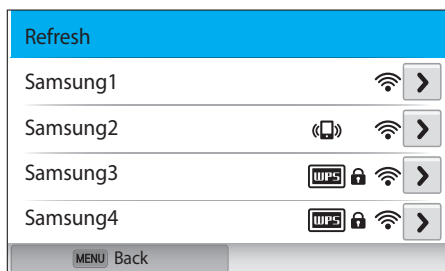 Refresh
Samsung1
Samsung2
Samsung3 WPS
Samsung4 WPS
MENU Back